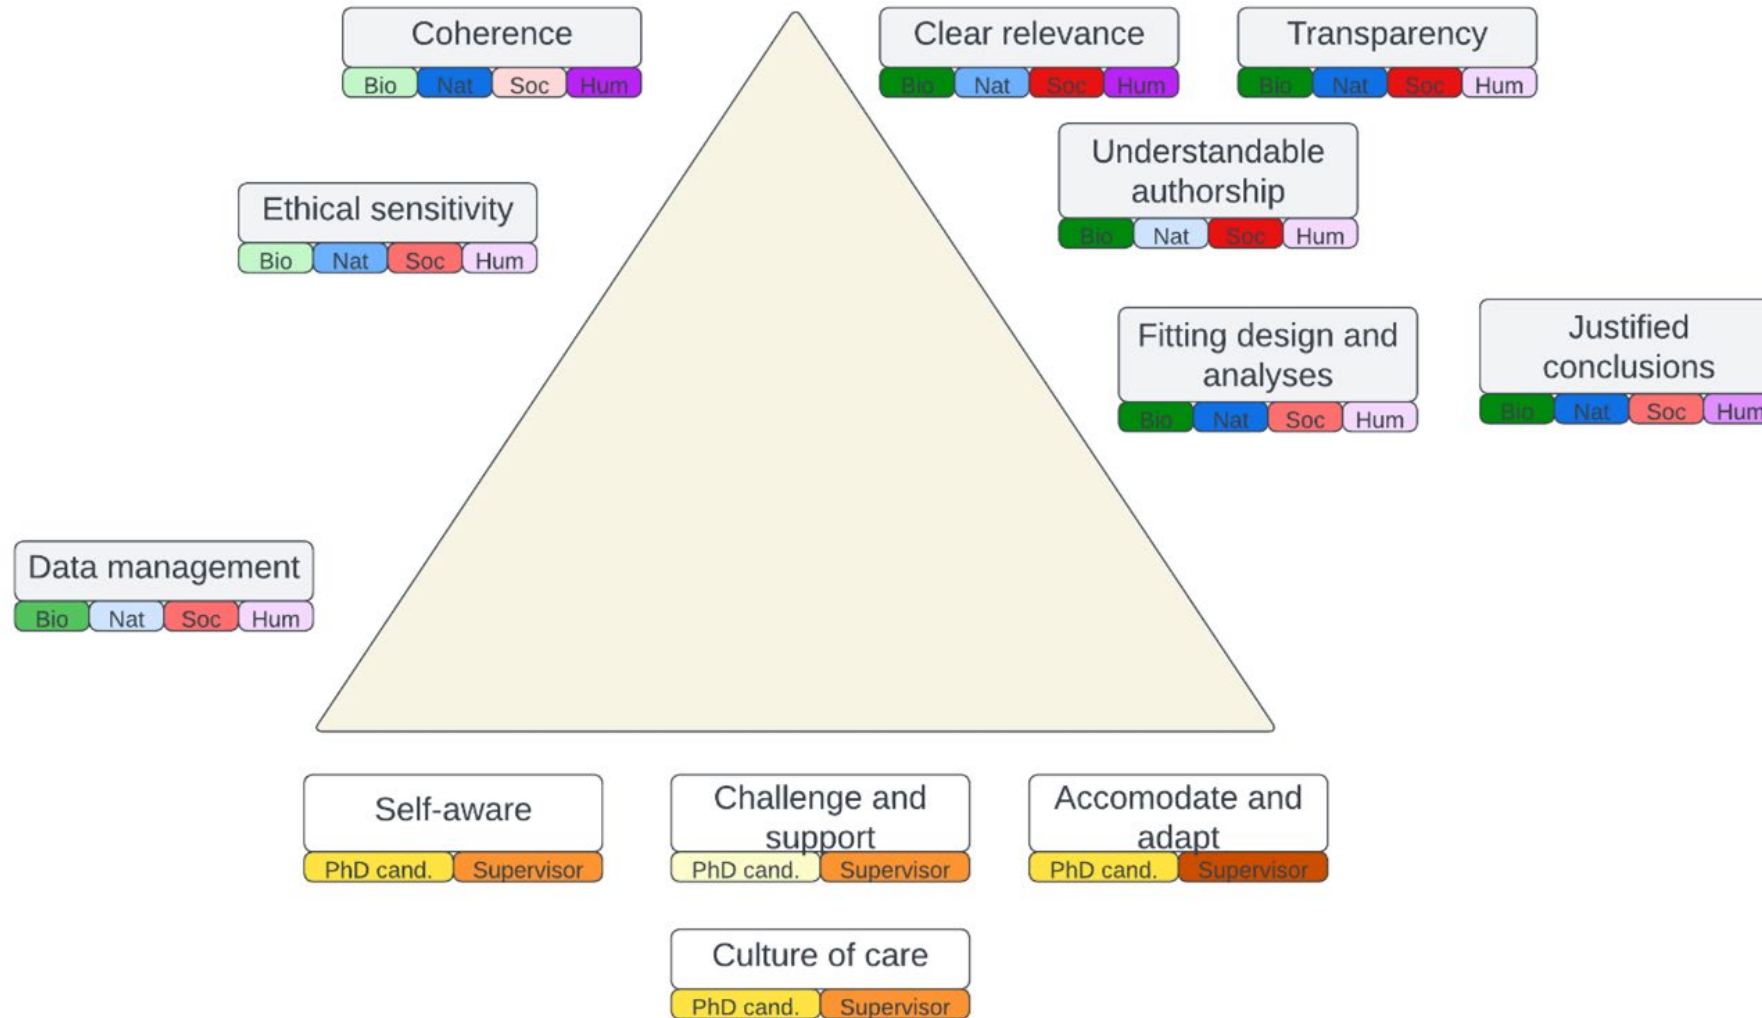 Coherence
Bio Nat Soc Hum
Clear relevance
Bio Nat Soc Hum
Transparency
Bio Nat Soc Hum
Understandable
authorship
Bio Nat Soc Hum
Ethical sensitivity
Bio Nat Soc Hum
Fitting design and
analyses
Bio Nat Soc Hum
Justified
conclusions
Bio Nat Soc Hum
Data management
Bio Nat Soc Hum
Self-aware
PhD cand. Supervisor
Challenge and
support
PhD cand. Supervisor
Accomodate and
adapt
PhD cand. Supervisor
Culture of care
PhD cand. Supervisor